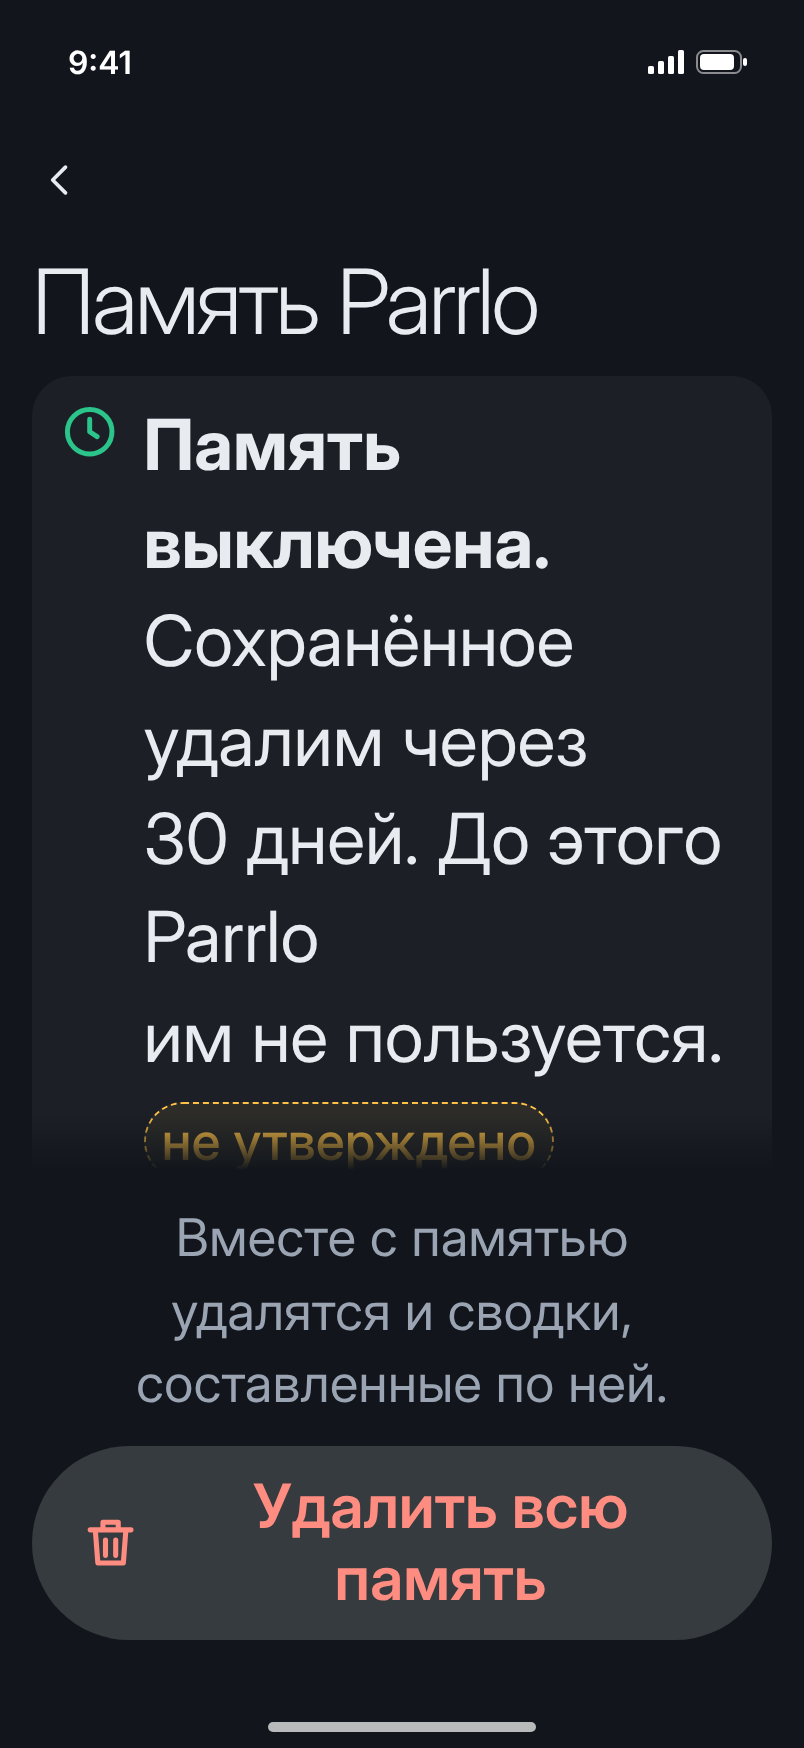 9:41
Память Parrlo
Память
выключена.
Сохранённое
удалим через
30 дней. До этого
Parrlo
им не пользуется.
не утверждено
Вместе с памятью
удалятся и сводки,
составленные по ней.
Удалить всю
память